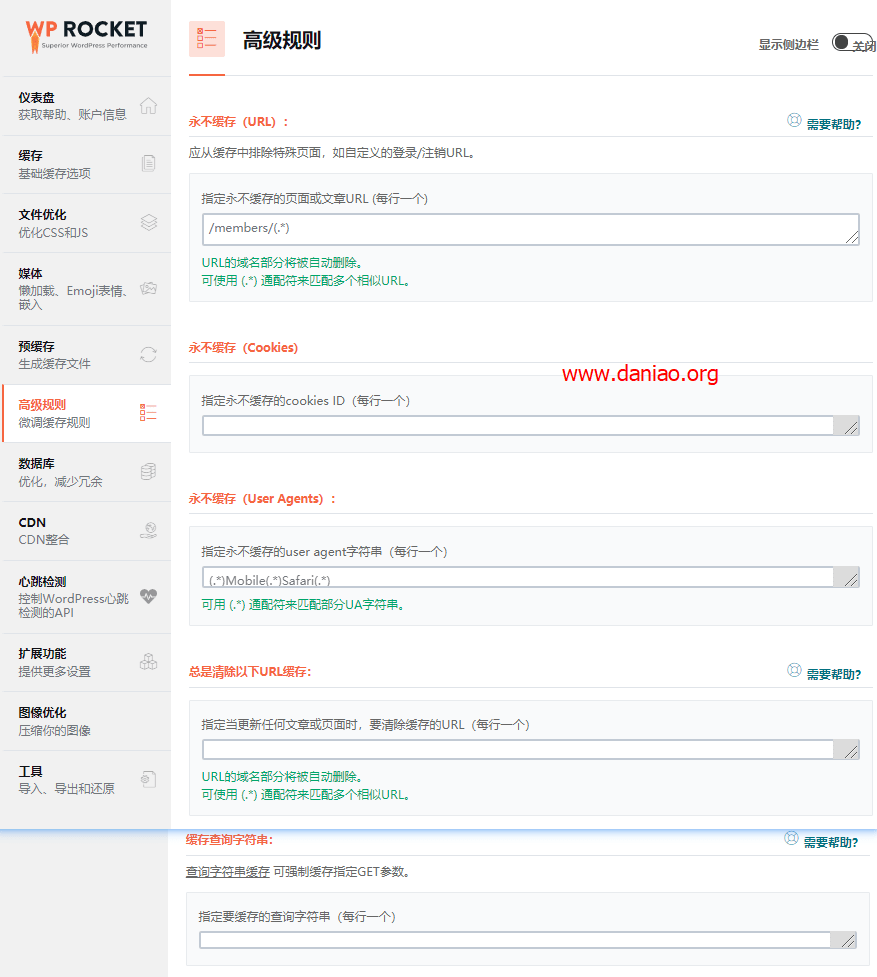 WP ROCKET
Superior WordPress Performance
仪表盘
获取帮助、账户信息
缓存
基础缓存选项
文件优化
优化CSS和JS
媒体
懒加载、Emoji表情、
嵌入
预缓存
生成缓存文件
高级规则
微调缓存规则
数据库
优化，减少冗余
CDN
CDN整合
心跳检测
控制WordPress心跳
检测的API
扩展功能
提供更多设置
图像优化
压缩你的图像
工具
导入、导出和还原
高级规则
显示侧边栏
关闭
永不缓存（URL）：
需要帮助?
应从缓存中排除特殊页面，如自定义的登录/注销URL。
指定永不缓存的页面或文章URL (每行一个)
/members/(.*)
URL的域名部分将被自动删除。
可使用 (.*) 通配符来匹配多个相似URL。
永不缓存（Cookies)
www.daniao.org
指定永不缓存的cookies ID（每行一个）
永不缓存（User Agents）：
指定永不缓存的user agent字符串（每行一个）
(.*)Mobile(.*)Safari(.*)
可用 (.*) 通配符来匹配部分UA字符串。
总是清除以下URL缓存：
需要帮助?
指定当更新任何文章或页面时，要清除缓存的URL（每行一个）
URL的域名部分将被自动删除。
可使用 (.*) 通配符来匹配多个相似URL。
缓存查询字符串：
需要帮助?
查询字符串缓存 可强制缓存指定GET参数。
指定要缓存的查询字符串（每行一个）